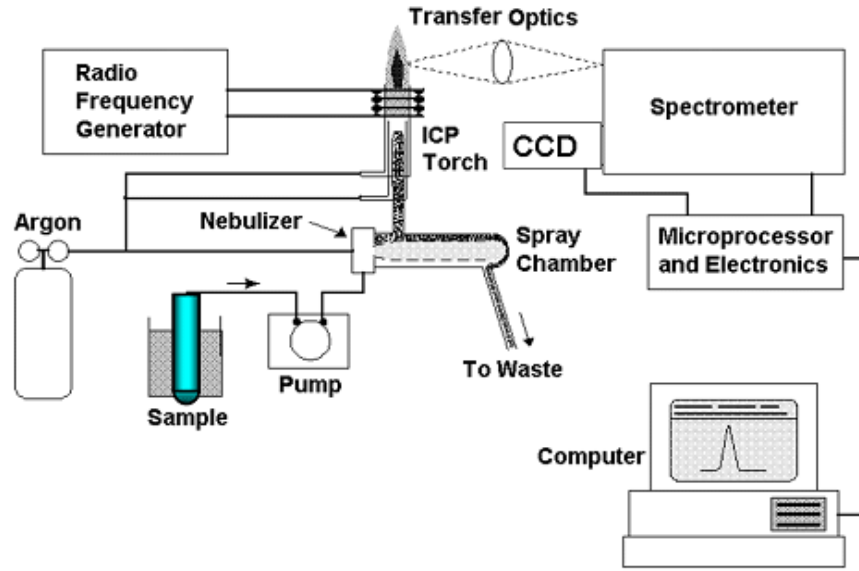 Transfer Optics
Radio
Frequency
Generator
Spectrometer
ICP
Torch
CCD
Argon
Nebulizer
Spray
Chamber
Microprocessor
and Electronics
Pump
To Waste
Sample
Computer